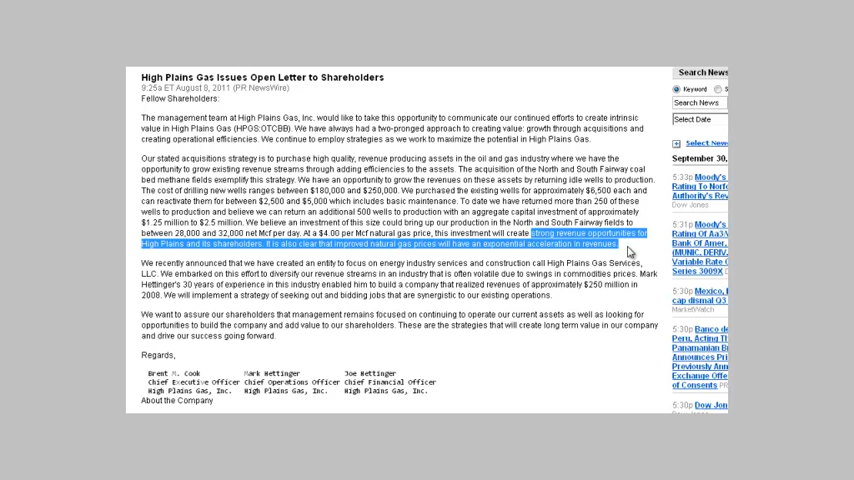 High Plains Gas Issues Open Letter to Shareholders
9:25a ET August 8, 2011 (PR NewsWire)
Fellow Shareholders:
The management team at High Plains Gas, Inc. would like to take this opportunity to communicate our continued efforts to create intrinsic
value in High Plains Gas (HPGS:OTCBB). We have always had a two-pronged approach to creating value: growth through acquisitions and
creating operational efficiencies. We continue to employ strategies as we work to maximize the potential in High Plains Gas.
Our stated acquisitions strategy is to purchase high quality, revenue producing assets in the oil and gas industry where we have the
opportunity to grow existing revenue streams through adding efficiencies to the assets. The acquisition of the North and South Fairway coal
bed methane fields exemplify this strategy. We have an opportunity to grow the revenues on these assets by returning idle wells to production.
The cost of drilling new wells ranges between $180,000 and $250,000. We purchased the existing wells for approximately $6,500 each and
can reactivate them for between $2,500 and $5,000 which includes basic maintenance. To date we have returned more than 250 of these
wells to production and believe we can return an additional 500 wells to production with an aggregate capital investment of approximately
$1.25 million to $2.5 million. We believe an investment of this size could bring up our production in the North and South Fairway fields to
between 28,000 and 32,000 net Mcf per day. At a $4.00 per Mcf natural gas price, this investment will create strong revenue opportunities for
High Plains and its shareholders. It is also clear that improved natural gas prices will have an exponential acceleration in revenues.
We recently announced that we have created an entity to focus on energy industry services and construction call High Plains Gas Services,
LLC. We embarked on this effort to diversify our revenue streams in an industry that is often volatile due to swings in commodities prices. Mark
Hettinger's 30 years of experience in this industry enabled him to build a company that realized revenues of approximately $250 million in
2008. We will implement a strategy of seeking out and bidding jobs that are synergistic to our existing operations.
We want to assure our shareholders that management remains focused on continuing to operate our current assets as well as looking for
opportunities to build the company and add value to our shareholders. These are the strategies that will create long term value in our company
and drive our success going forward.
Regards,
Brent M. Cook Mark Hettinger Joe Hettinger
Chief Executive Officer Chief Operations Officer Chief Financial Officer
High Plains Gas, Inc. High Plains Gas, Inc. High Plains Gas, Inc.
About the Company
Search News
Keyword S
Search News
Select Date
Select News
September 30,
5:33p Moody's
Rating To Norfo
Authority's Rev
Dow Jones
5:31p Moody's
Rating Of Aa3/
Bank Of Amer,
(MUNIC, DERIV,
Variable Rate C
Series 3009X
5:30p Mexico,
cap dismal Q3
MarketWatch
5:30p Banco de
Peru, Acting Th
Panamanian Br
Announces Pri
Previously Ann
Exchange Offe
of Consents PR
5:30p Dow Jon